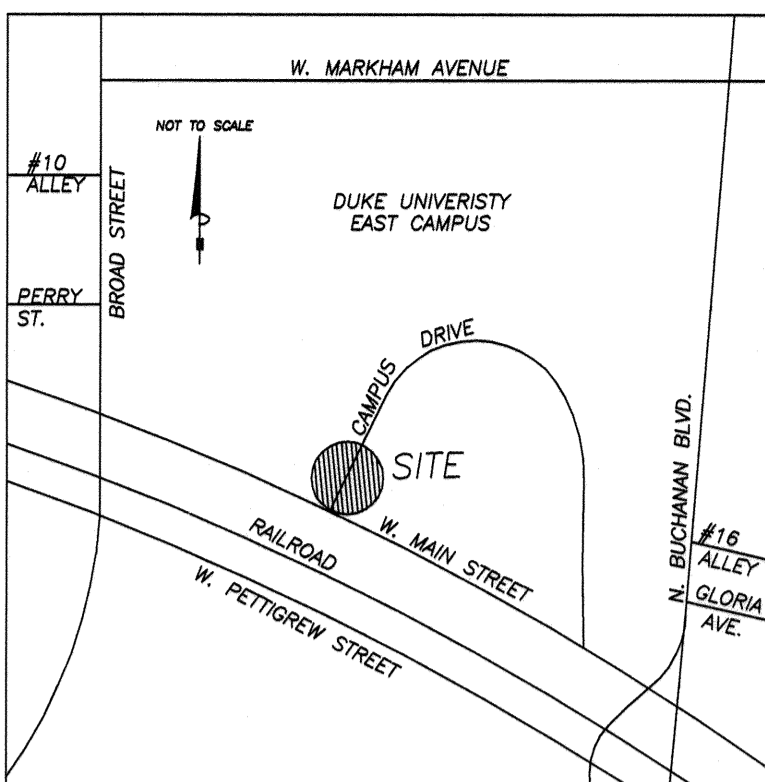 W. MARKHAM AVENUE
NOT TO SCALE
#10
ALLEY
BROAD STREET
DUKE UNIVERISTY
EAST CAMPUS
PERRY
ST.
CAMPUS DRIVE
SITE
N. BUCHANAN BLVD.
RAILROAD
W. MAIN STREET
W. PETTIGREW STREET
#16
ALLEY
GLORIA
AVE.